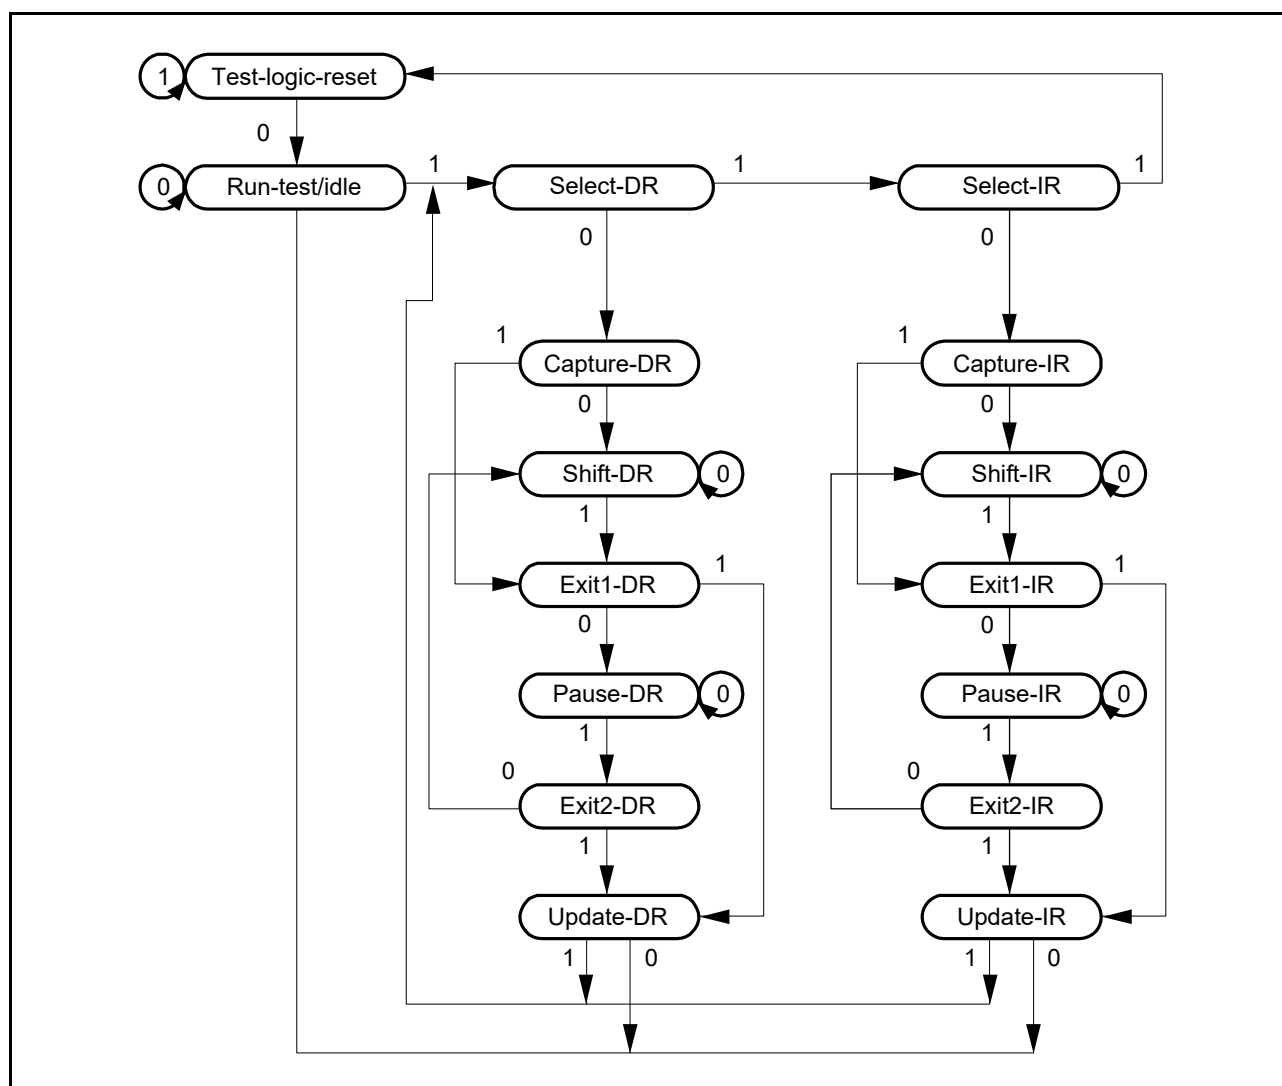 1 Test-logic-reset
0
0 Run-test/idle 1 Select-DR 1 Select-IR 1
0 0
1 1
Capture-DR Capture-IR
0 0
Shift-DR 0 Shift-IR 0
1 1
Exit1-DR 1 Exit1-IR 1
0 0
Pause-DR 0 Pause-IR 0
1 1
0 0
Exit2-DR Exit2-IR
1 1
Update-DR Update-IR
1 0 1 0